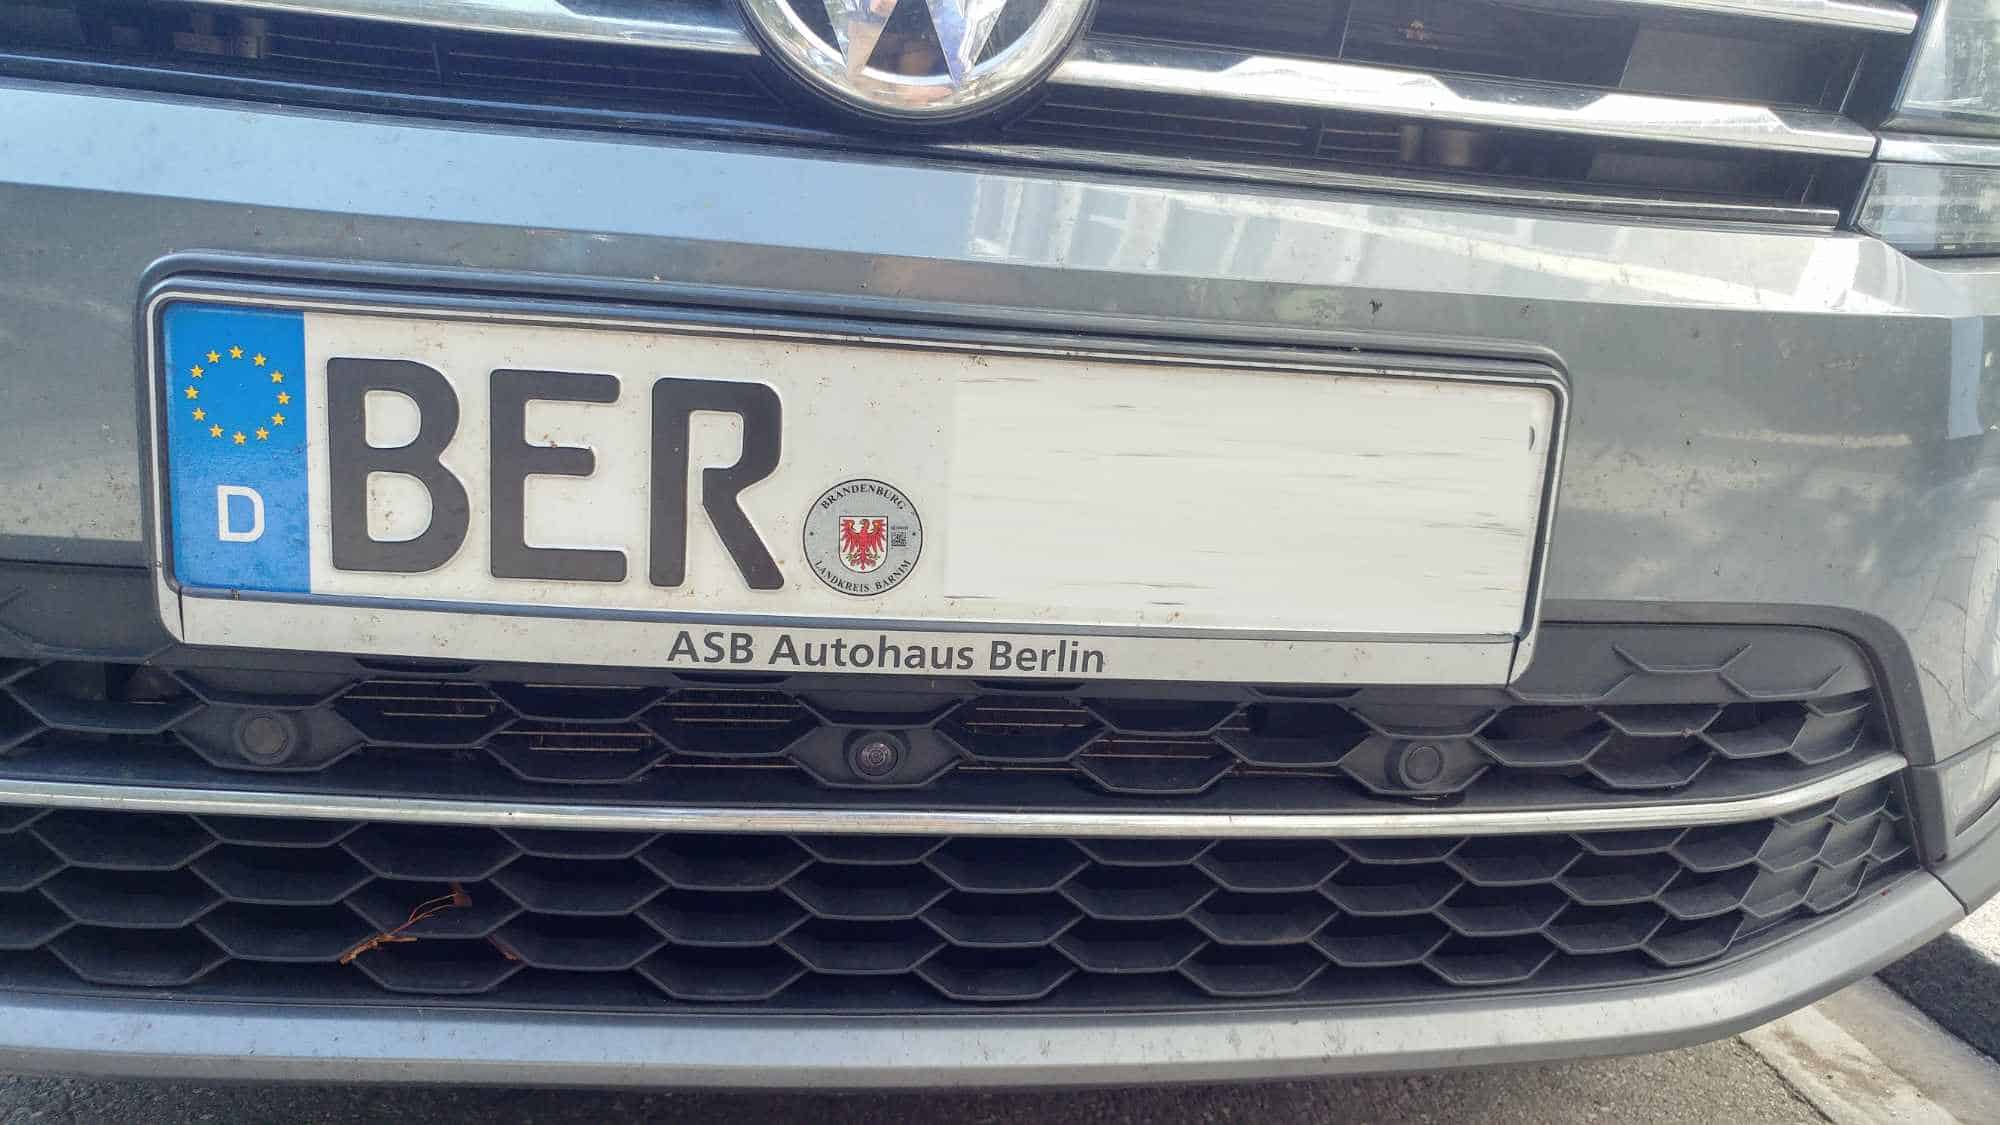 D
BER
BRANDENBURG
LANDKREIS BARNIM
ASB Autohaus Berlin